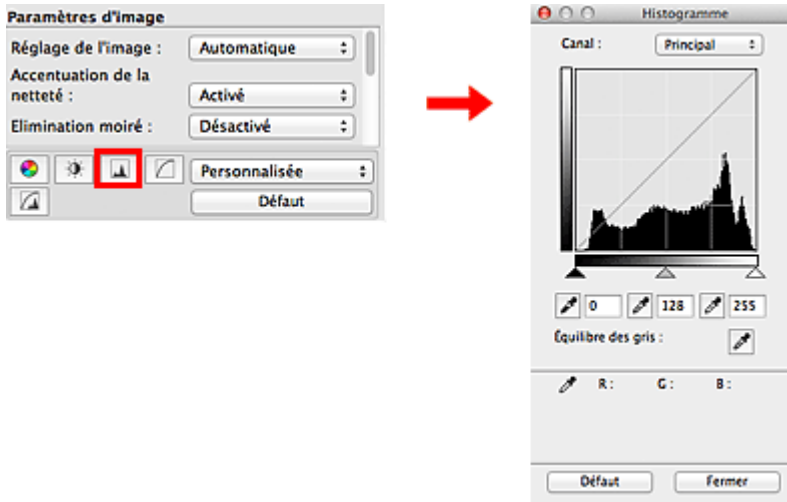 Paramètres d'image
Réglage de l'image : Automatique
Accentuation de la
netteté : Activé
Elimination moiré : Désactivé
Personnalisée
Défaut
Histogramme
Canal : Principal
0 128 255
Équilibre des gris :
R : G : B :
Défaut Fermer